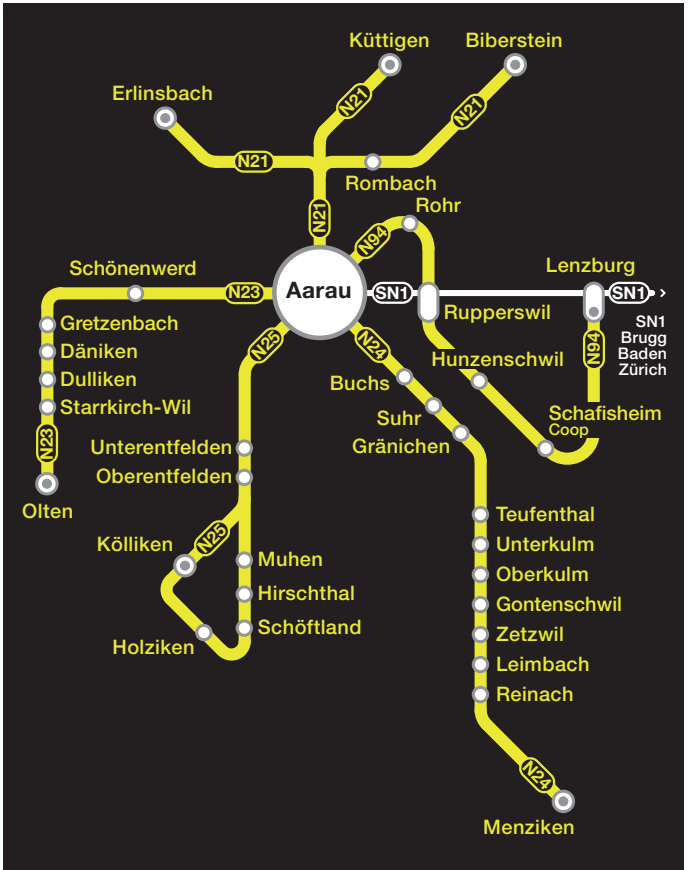 Küttigen
Biberstein
Erlinsbach
N21
N21
N21
Rombach
N21
Rohr
N94
Schönenwerd
Lenzburg
N23
Aarau
SN1
SN1
Gretzenbach
Rupperswil
SN1
Brugg
Baden
Zürich
Däniken
N25
N24
Hunzenschwil
N94
Dulliken
Buchs
Starrkirch-Wil
Suhr
Schafisheim
Coop
N23
Unterentfelden
Gränichen
Oberentfelden
Olten
Teufenthal
Kölliken
N25
Unterkulm
Muhen
Oberkulm
Hirschthal
Gontenschwil
Schöftland
Zetzwil
Holziken
Leimbach
Reinach
N24
Menziken